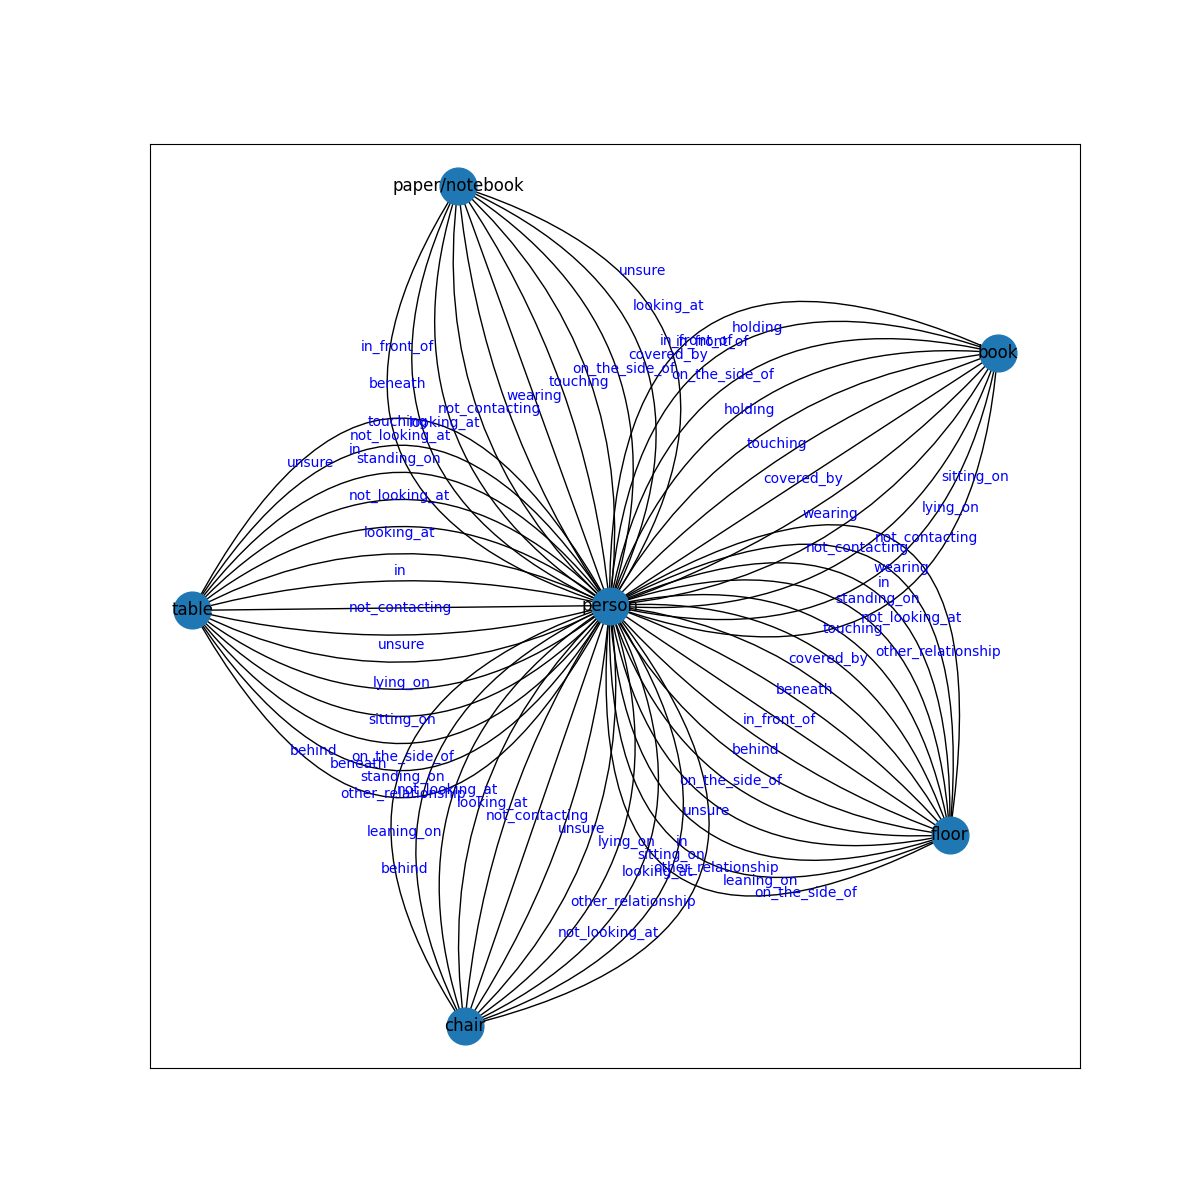 paper/notebook
unsure
looking_at
holding
in_front_of
in_front_of
book
covered_by
in_front_of
on_the_side_of
on_the_side_of
touching
beneath
wearing
holding
not_contacting
touching
looking_at
not_looking_at
touching
in
standing_on
unsure
sitting_on
covered_by
not_looking_at
lying_on
wearing
looking_at
not_contacting
not_contacting
in
wearing
in
standing_on
table
not_contacting
person
not_looking_at
touching
unsure
other_relationship
covered_by
lying_on
beneath
sitting_on
in_front_of
behind
behind
on_the_side_of
beneath
standing_on
on_the_side_of
other_relationship
not_looking_at
looking_at
unsure
not_contacting
leaning_on
unsure
floor
lying_on
in
sitting_on
behind
looking_at
other_relationship
leaning_on
on_the_side_of
other_relationship
not_looking_at
chair